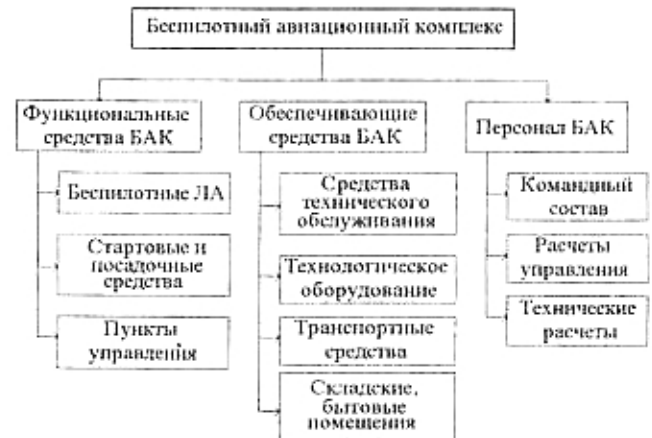 Беспилотный авиационный комплекс
Функциональные
средства БАК
Беспилотные ЛА
Стартовые и
посадочные
средства
Пункты
управления
Обеспечивающие
средства БАК
Средства
технического
обслуживания
Технологическое
оборудование
Транспортные
средства
Складские,
бытовые
помещения
Персонал БАК
Командный
состав
Расчеты
управления
Технические
расчеты